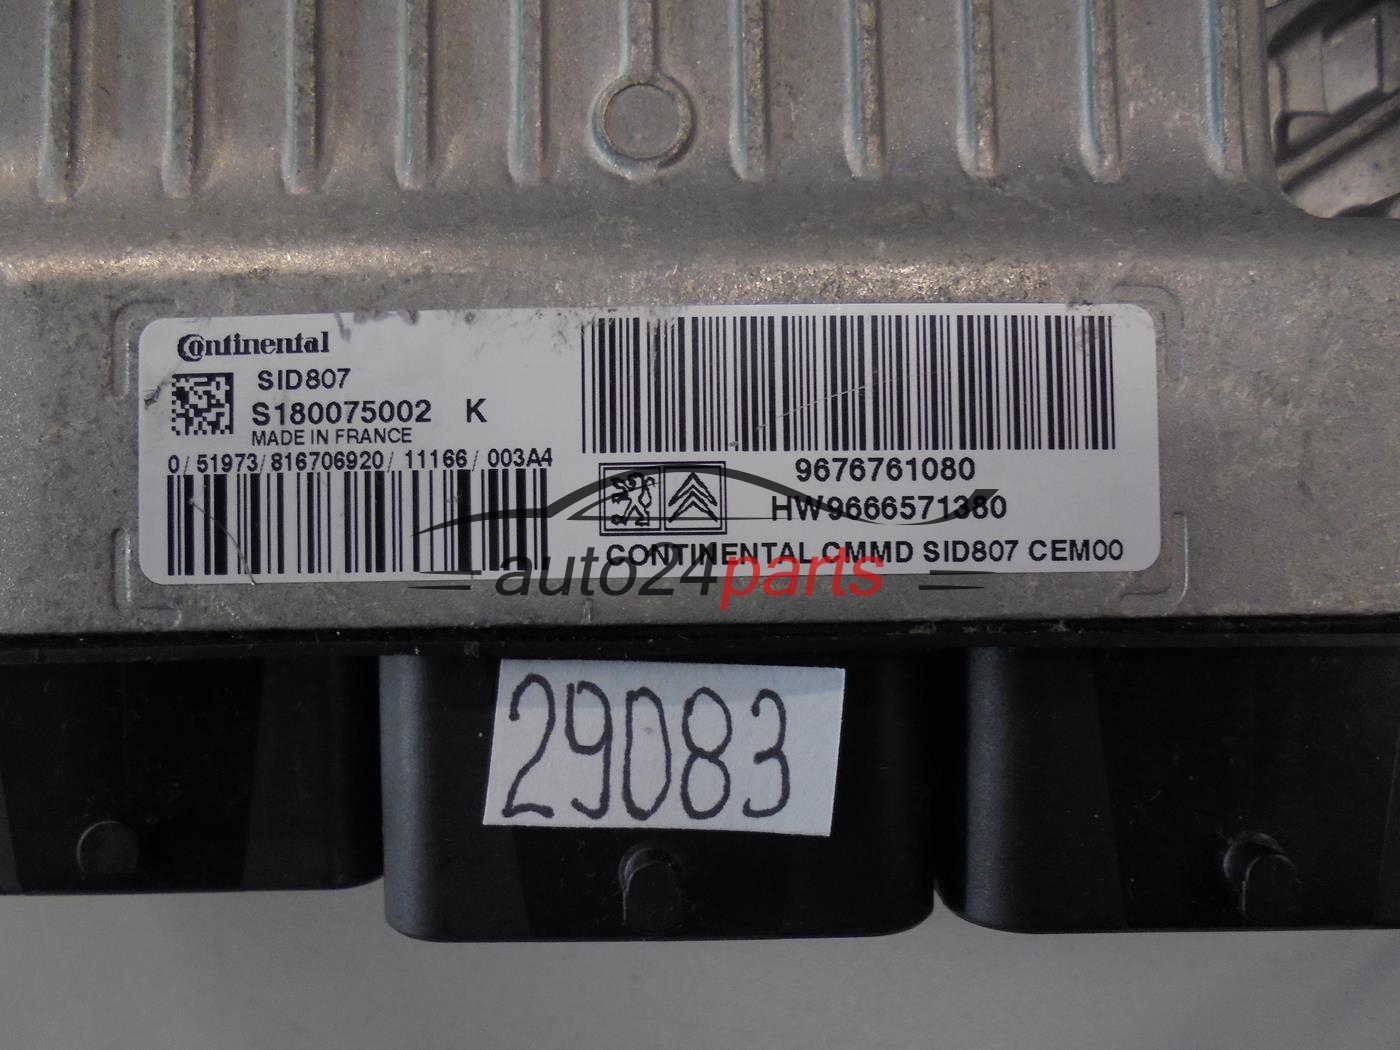 Continental
SID807
S180075002 K
MADE IN FRANCE
0/ 51973/ 816706920/ 11166/ 003A4
9676761080
HW9666571380
CONTINENTAL CMMD SID807 CEM00
auto24parts
29083